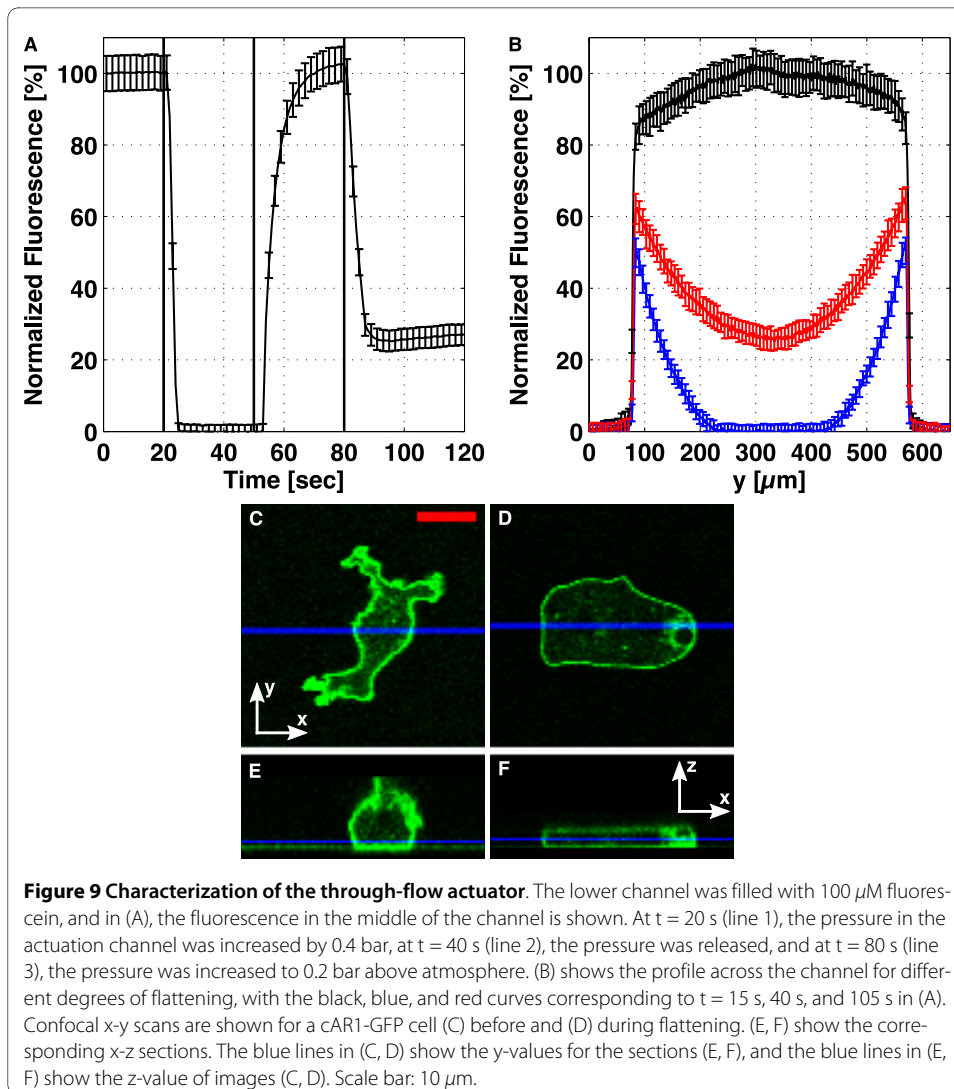 A
B
Normalized Fluorescence [%]
100
80
60
40
20
0
0 20 40 60 80 100 120
Time [sec]
Normalized Fluorescence [%]
100
80
60
40
20
0
0 100 200 300 400 500 600
y [µm]
C
D
y
x
E
F
z
x
Figure 9 Characterization of the through-flow actuator. The lower channel was filled with 100 µM fluores-
cein, and in (A), the fluorescence in the middle of the channel is shown. At t = 20 s (line 1), the pressure in the
actuation channel was increased by 0.4 bar, at t = 40 s (line 2), the pressure was released, and at t = 80 s (line
3), the pressure was increased to 0.2 bar above atmosphere. (B) shows the profile across the channel for differ-
ent degrees of flattening, with the black, blue, and red curves corresponding to t = 15 s, 40 s, and 105 s in (A).
Confocal x-y scans are shown for a cAR1-GFP cell (C) before and (D) during flattening. (E, F) show the corre-
sponding x-z sections. The blue lines in (C, D) show the y-values for the sections (E, F), and the blue lines in (E,
F) show the z-value of images (C, D). Scale bar: 10 µm.